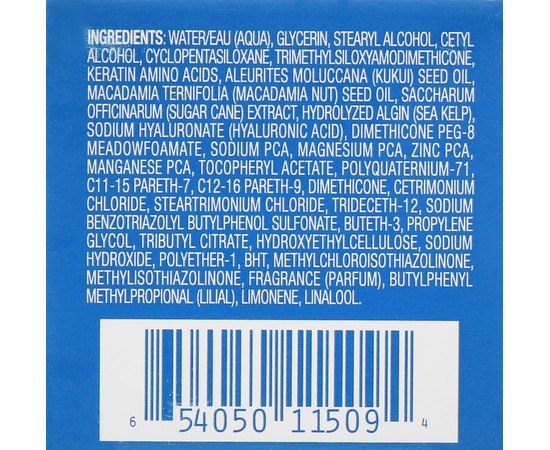 INGREDIENTS: WATER/EAU (AQUA), GLYCERIN, STEARYL ALCOHOL, CETYL
ALCOHOL, CYCLOPENTASILOXANE, TRIMETHYLSILOXYAMODIMETHICONE,
KERATIN AMINO ACIDS, ALEURITES MOLUCCANA (KUKUI) SEED OIL,
MACADAMIA TERNIFOLIA (MACADAMIA NUT) SEED OIL, SACCHARUM
OFFICINARUM (SUGAR CANE) EXTRACT, HYDROLYZED ALGIN (SEA KELP),
SODIUM HYALURONATE (HYALURONIC ACID), DIMETHICONE PEG-8
MEADOWFOAMATE, SODIUM PCA, MAGNESIUM PCA, ZINC PCA,
MANGANESE PCA, TOCOPHERYL ACETATE, POLYQUATERNIUM-71,
C11-15 PARETH-7, C12-16 PARETH-9, DIMETHICONE, CETRIMONIUM
CHLORIDE, STEARTRIMONIUM CHLORIDE, TRIDECETH-12, SODIUM
BENZOTRIAZOLYL BUTYLPHENOL SULFONATE, BUTETH-3, PROPYLENE
GLYCOL, TRIBUTYL CITRATE, HYDROXYETHYLCELLULOSE, SODIUM
HYDROXIDE, POLYETHER-1, BHT, METHYLCHLOROISOTHIAZOLINONE,
METHYLISOTHIAZOLINONE, FRAGRANCE (PARFUM), BUTYLPHENYL
METHYLPROPIONAL (LILIAL), LIMONENE, LINALOOL.
6 54050 11509 4